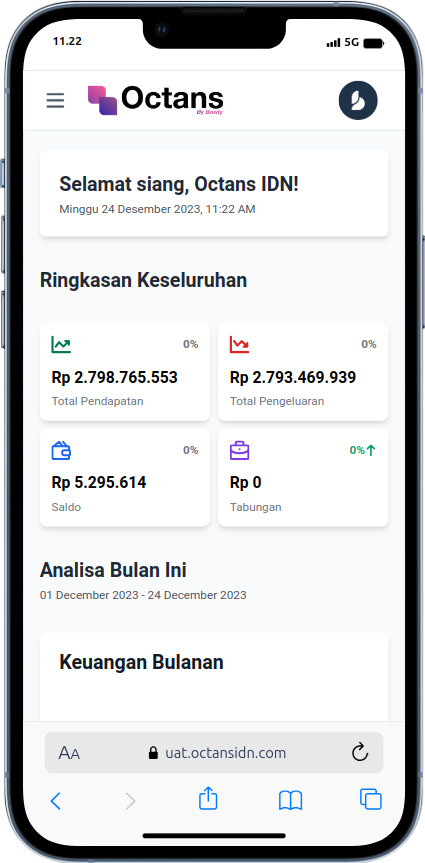 11.22
5G
Octans
By Boxity
Selamat siang, Octans IDN!
Minggu 24 Desember 2023, 11:22 AM
Ringkasan Keseluruhan
0%
0%
Rp 2.798.765.553
Rp 2.793.469.939
Total Pendapatan
Total Pengeluaran
0%
0%
Rp 5.295.614
Rp 0
Saldo
Tabungan
Analisa Bulan Ini
01 December 2023 - 24 December 2023
Keuangan Bulanan
AA
uat.octansidn.com